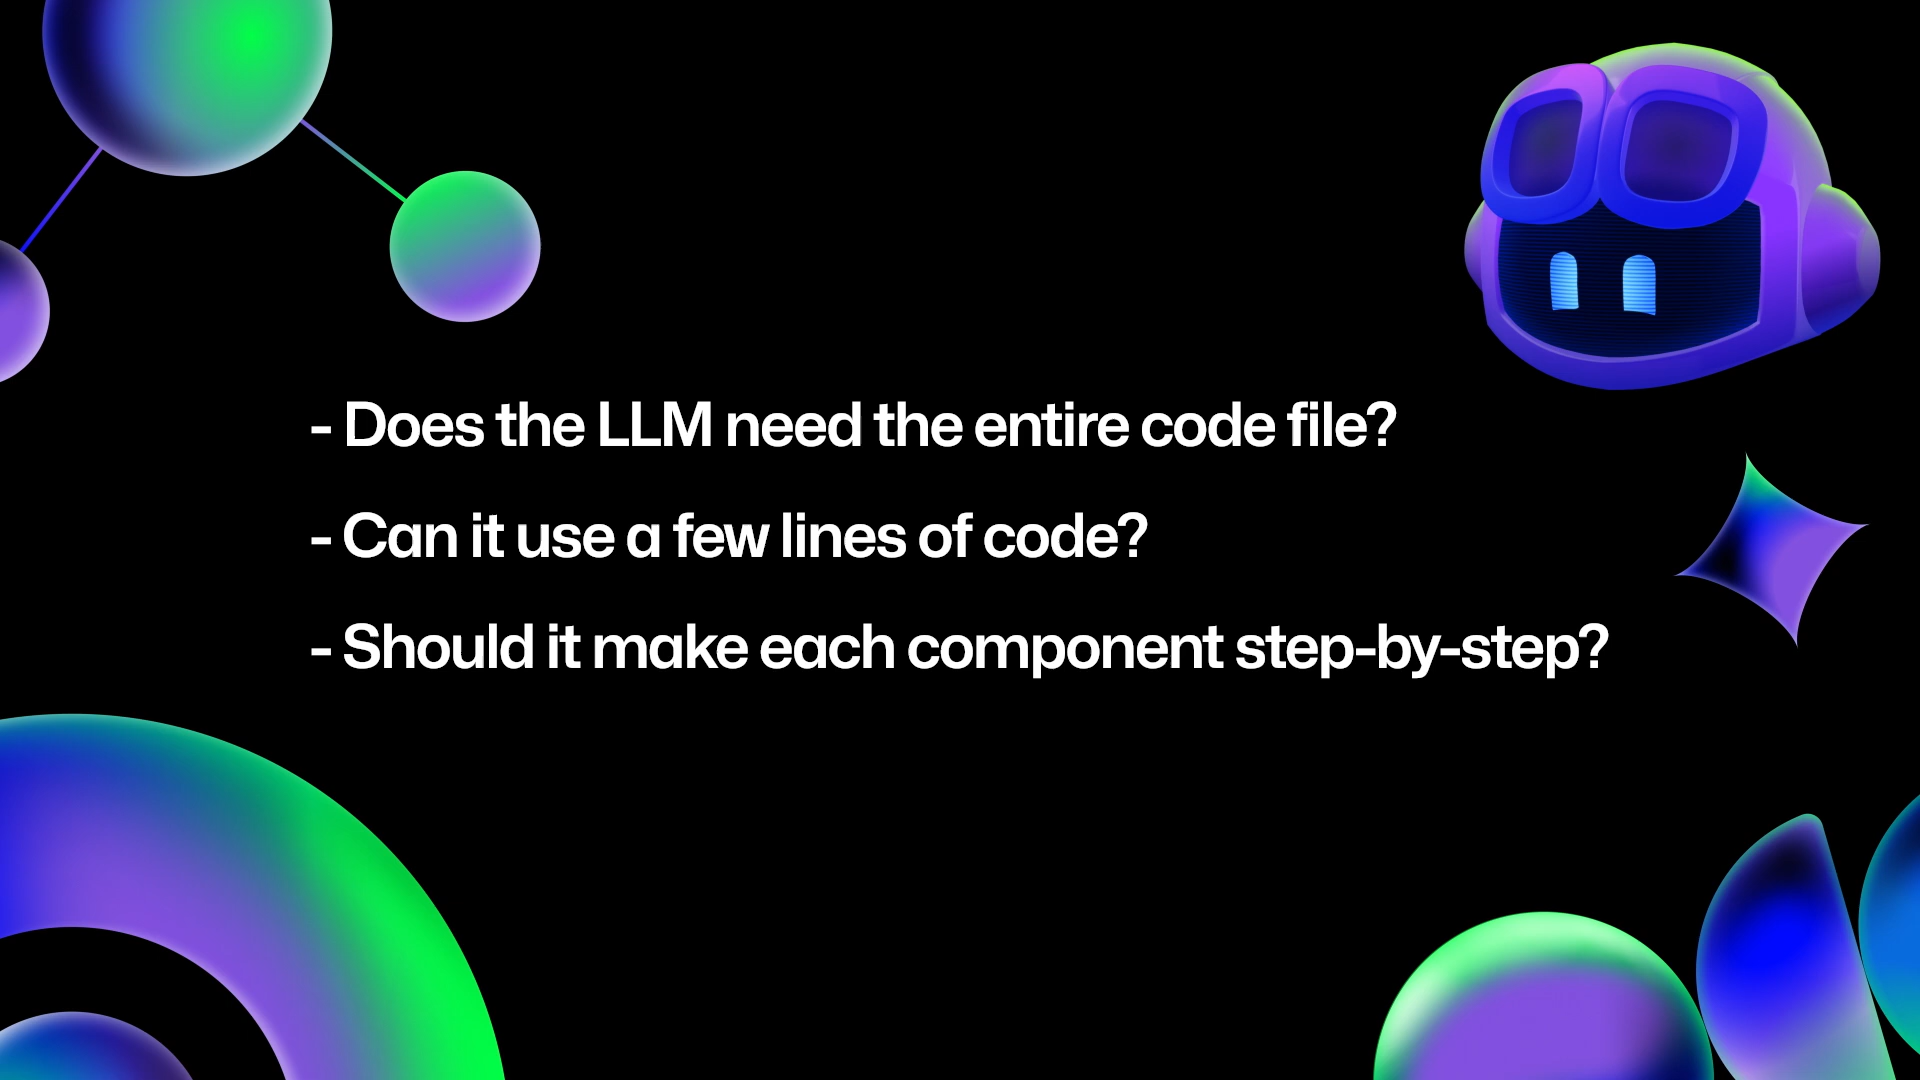 - Does the LLM need the entire code file?
- Can it use a few lines of code?
- Should it make each component step-by-step?